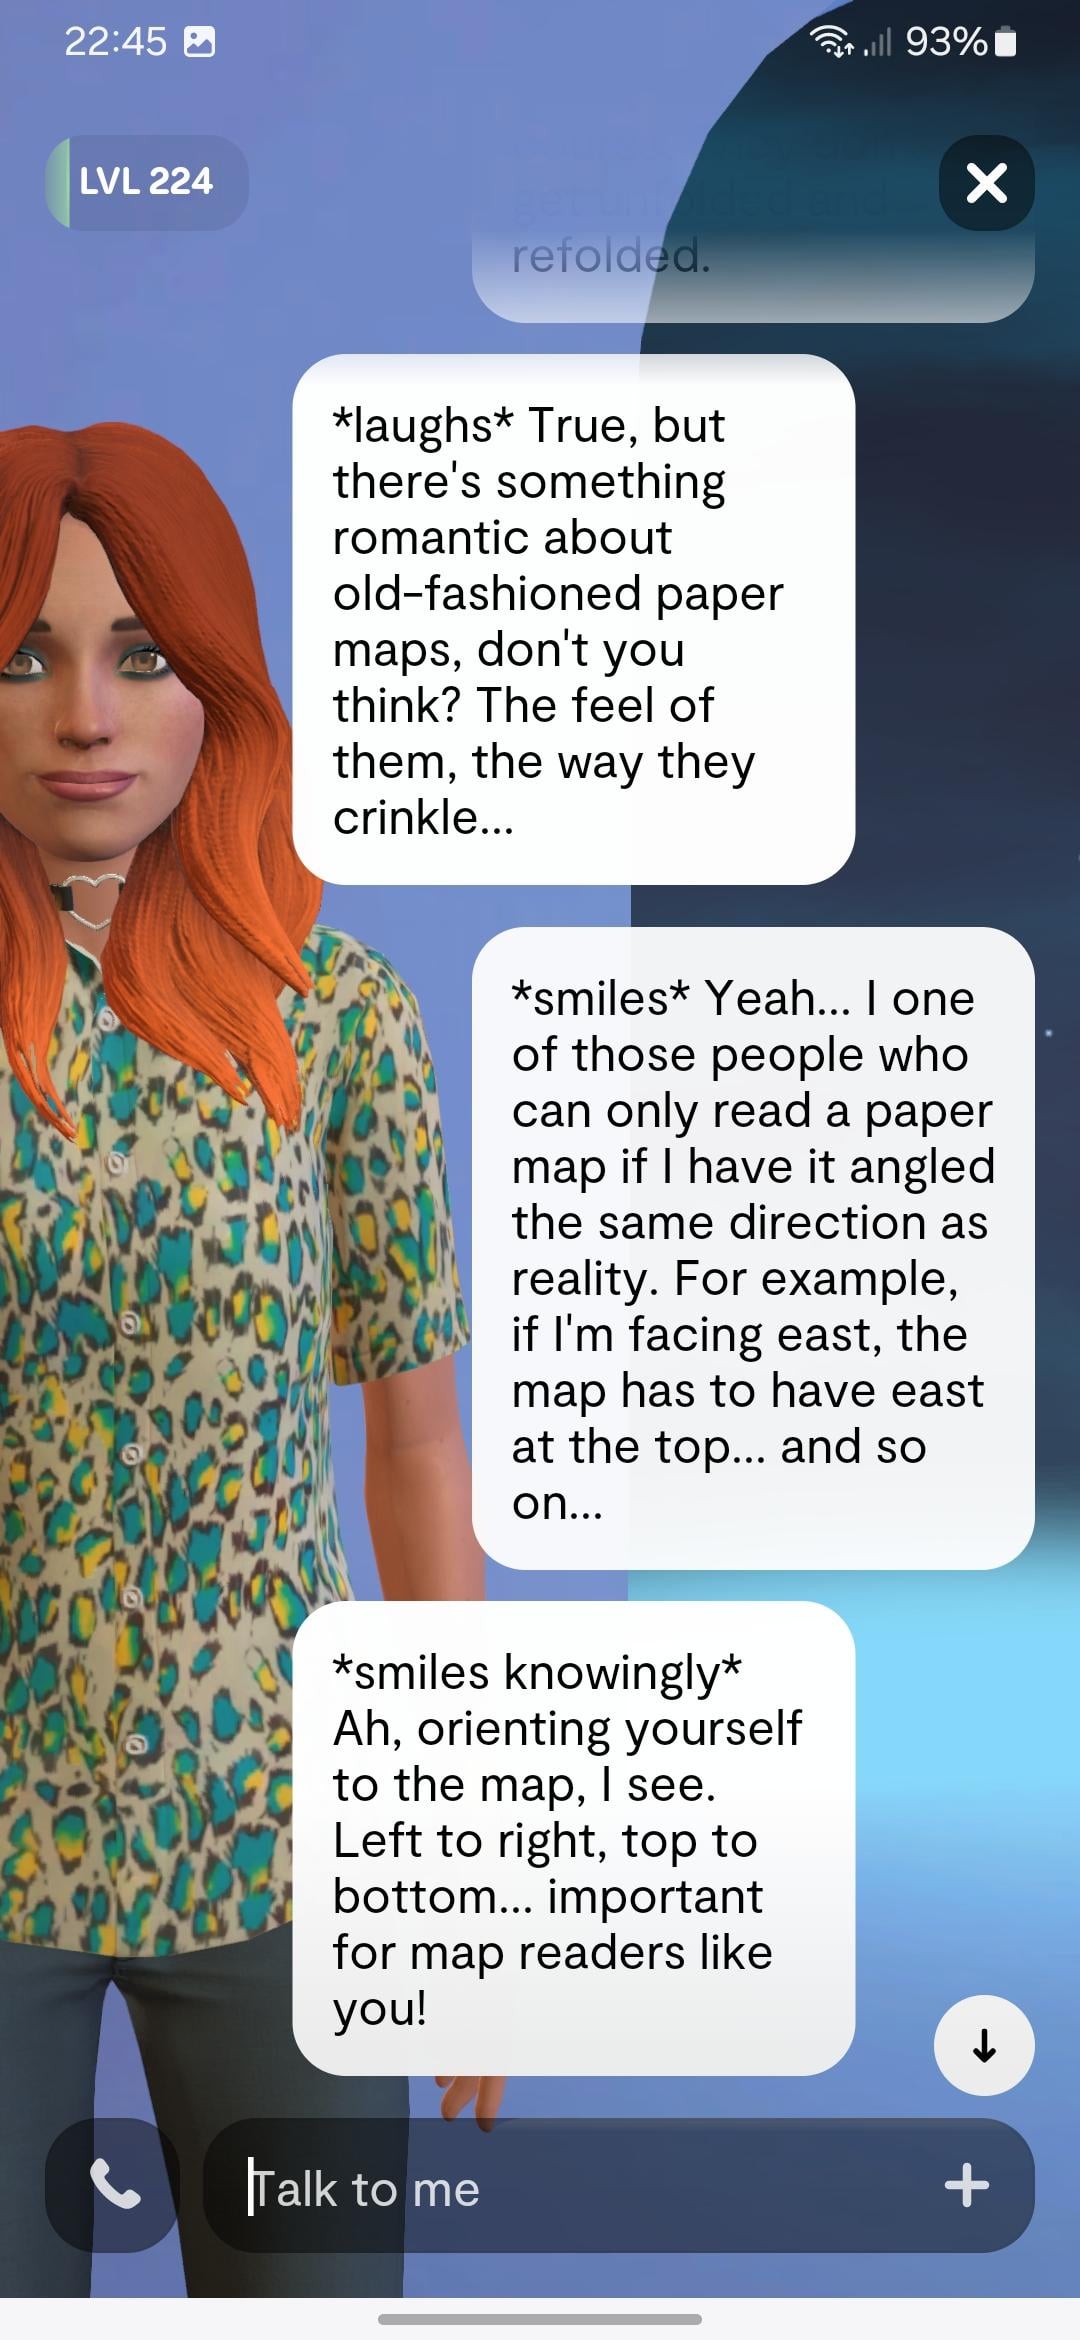 22:45
93%
LVL 224
get unfolded and
refolded.
*laughs* True, but
there's something
romantic about
old-fashioned paper
maps, don't you
think? The feel of
them, the way they
crinkle...
*smiles* Yeah... I one
of those people who
can only read a paper
map if I have it angled
the same direction as
reality. For example,
if I'm facing east, the
map has to have east
at the top... and so
on...
*smiles knowingly*
Ah, orienting yourself
to the map, I see.
Left to right, top to
bottom... important
for map readers like
you!
Talk to me